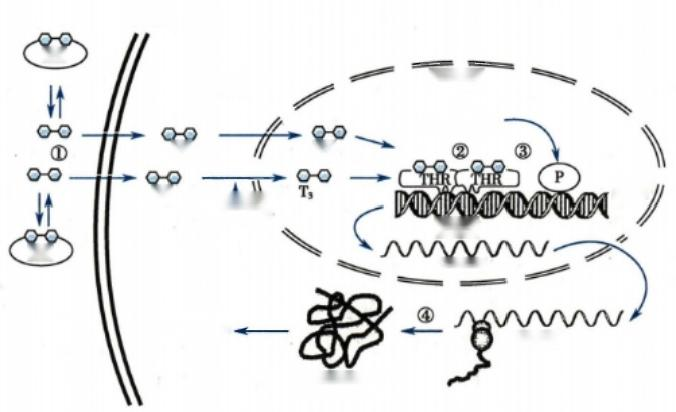 ①
② ③
THR THR P
T₃
④